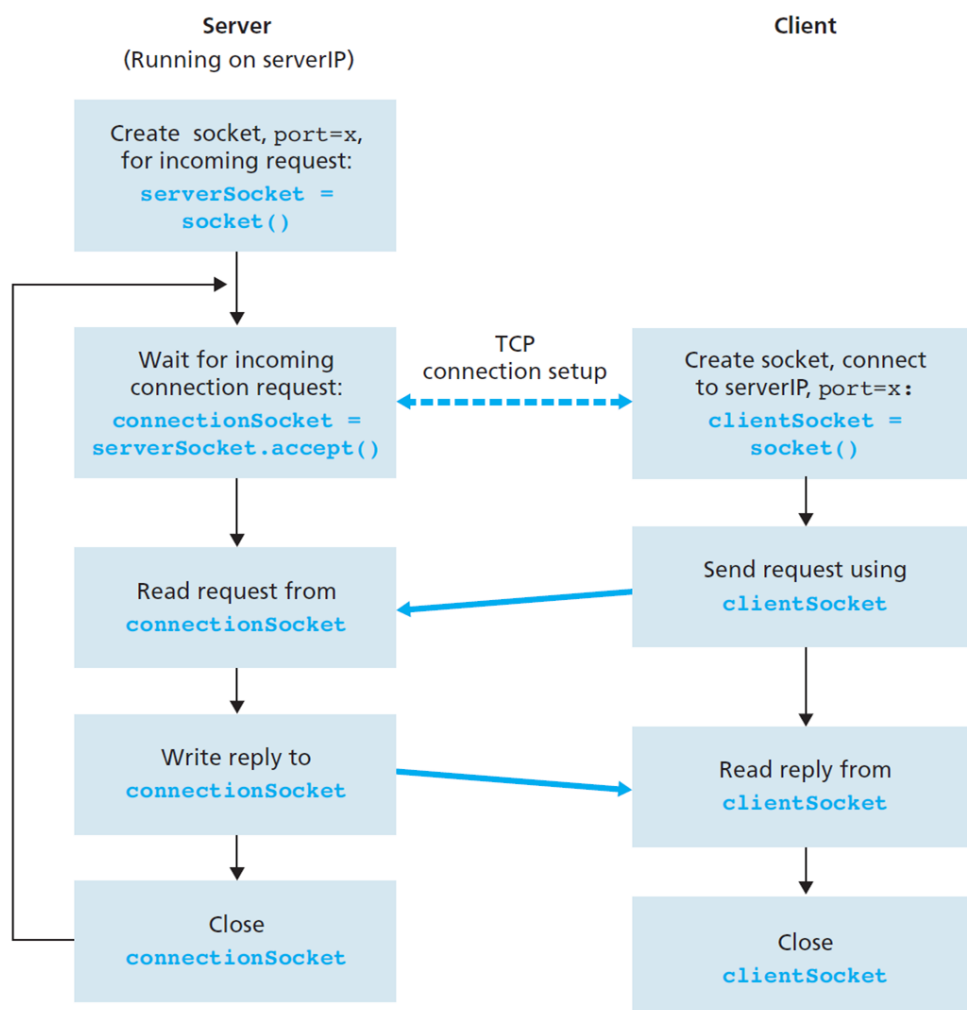 Server
(Running on serverIP)
Create socket, port=x,
for incoming request:
serverSocket =
socket()
Wait for incoming
connection request:
connectionSocket =
serverSocket.accept()
Read request from
connectionSocket
Write reply to
connectionSocket
Close
connectionSocket
TCP
connection setup
Client
Create socket, connect
to serverIP, port=x:
clientSocket =
socket()
Send request using
clientSocket
Read reply from
clientSocket
Close
clientSocket